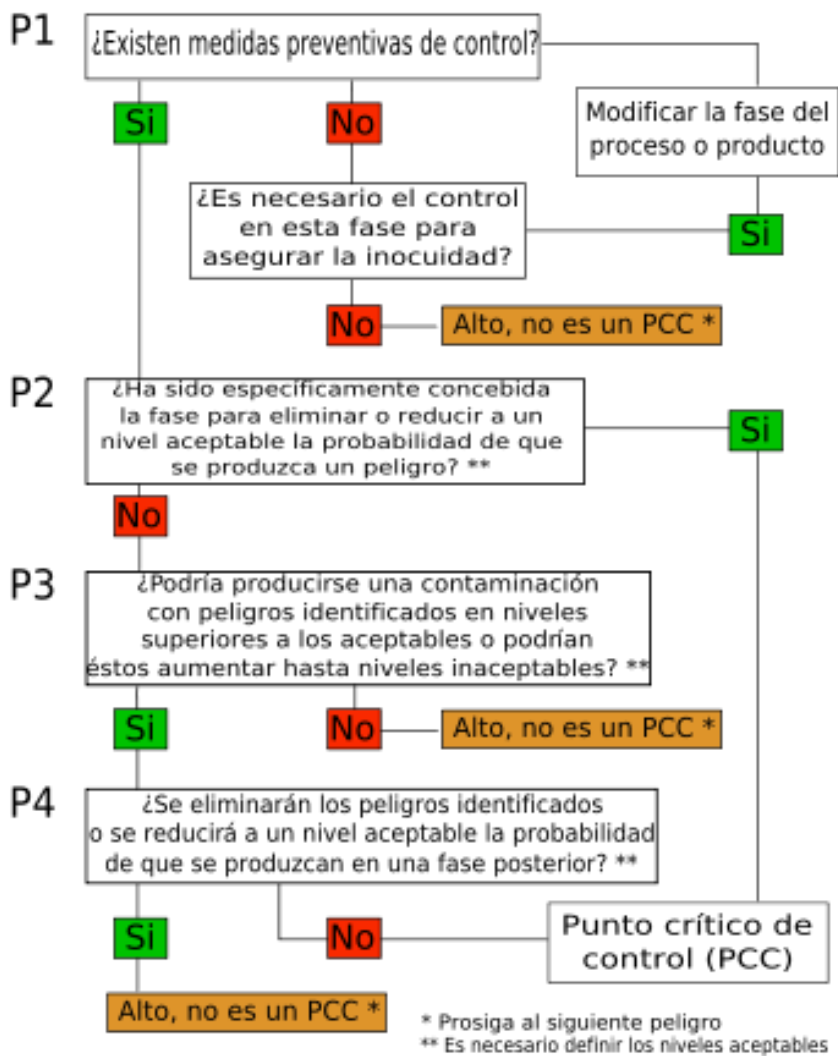 P1
¿Existen medidas preventivas de control?
Si
No
Modificar la fase del
proceso o producto
¿Es necesario el control
en esta fase para
asegurar la inocuidad?
Si
No
Alto, no es un PCC *
P2
¿Ha sido específicamente concebida
la fase para eliminar o reducir a un
nivel aceptable la probabilidad de que
se produzca un peligro? **
Si
No
P3
¿Podría producirse una contaminación
con peligros identificados en niveles
superiores a los aceptables o podrían
éstos aumentar hasta niveles inaceptables? **
Si
No
Alto, no es un PCC *
P4
¿Se eliminarán los peligros identificados
o se reducirá a un nivel aceptable la probabilidad
de que se produzcan en una fase posterior? **
Si
No
Punto crítico de
control (PCC)
Alto, no es un PCC *
* Prosiga al siguiente peligro
** Es necesario definir los niveles aceptables